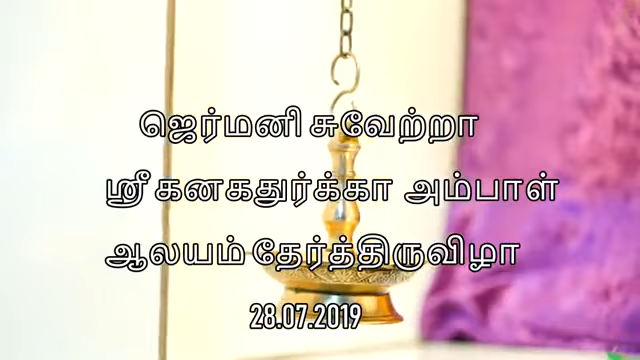 ஜெர்மனி சுவேற்றா
ஸ்ரீ கனகதுர்க்கா அம்பாள்
ஆலயம் தேர்த்திருவிழா
28.07.2019